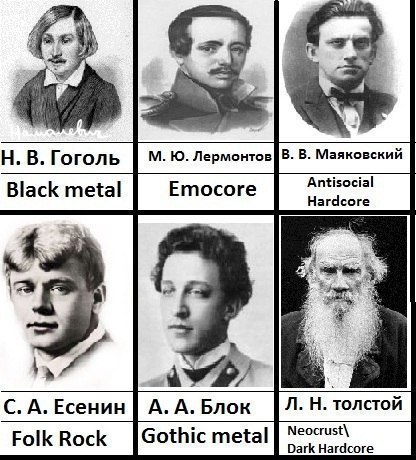 Н. В. Гоголь
М. Ю. Лермонтов
В. В. Маяковский
Black metal
Emocore
Antisocial
Hardcore
С. А. Есенин
А. А. Блок
Л. Н. толстой
Folk Rock
Gothic metal
Neocrust\
Dark Hardcore